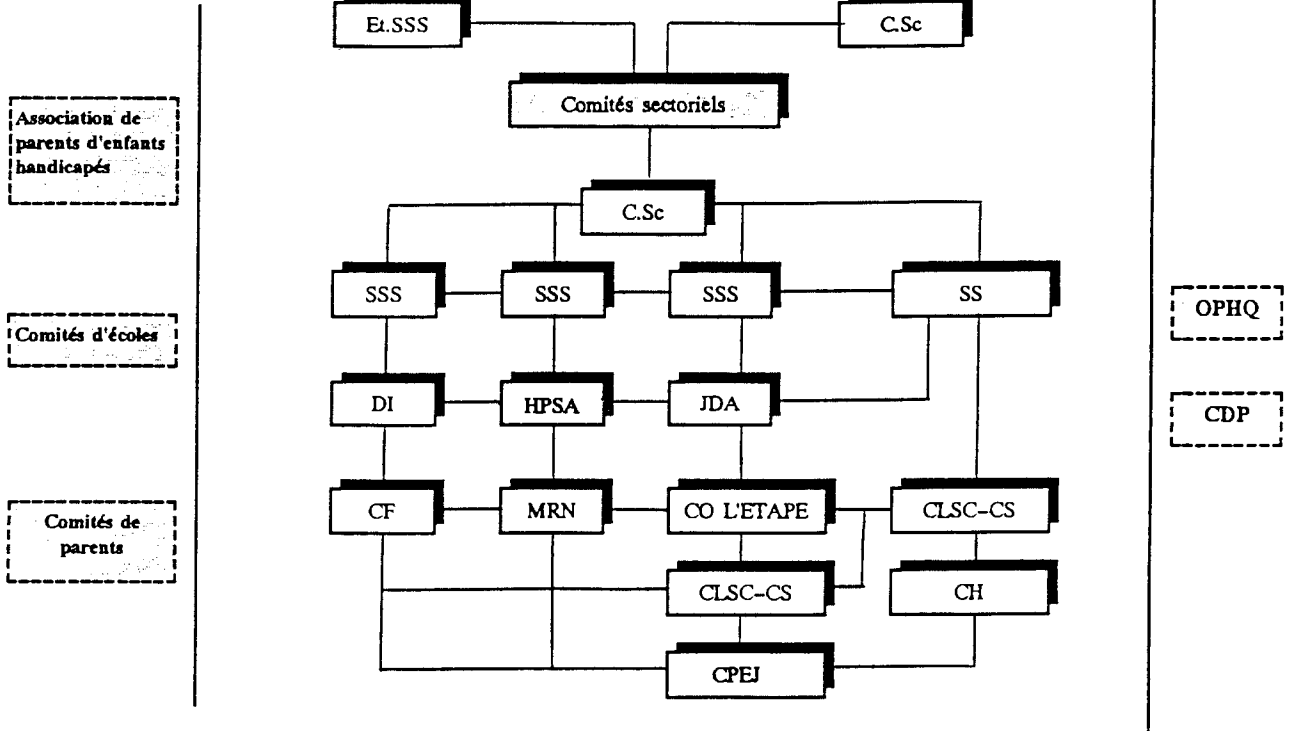 Et.SSS
C.Sc
Comités sectoriels
Association de
parents d'enfants
handicapés
C.Sc
SSS
SSS
SSS
SS
OPHQ
Comités d'écoles
DI
HPSA
JDA
CDP
CF
MRN
CO L'ETAPE
CLSC-CS
Comités de
parents
CLSC-CS
CH
CPEJ